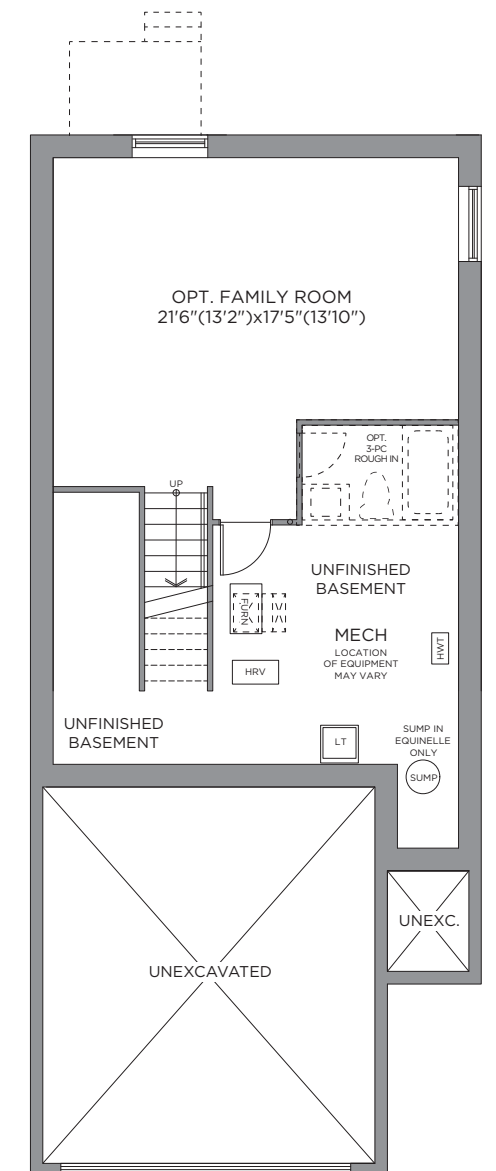 OPT. FAMILY ROOM
21'6"(13'2")x17'5"(13'10")
OPT.
3-PC
ROUGH IN
UP
UNFINISHED
BASEMENT
FURN
MECH
LOCATION
OF EQUIPMENT
MAY VARY
HWT
HRV
UNFINISHED
BASEMENT
LT
SUMP IN
EQUINELLE
ONLY
SUMP
UNEXC.
UNEXCAVATED